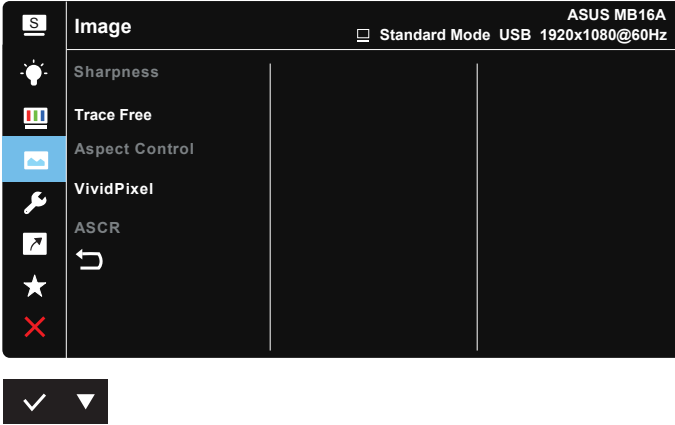 S
Image
ASUS MB16A
Standard Mode USB 1920x1080@60Hz
Sharpness
Trace Free
Aspect Control
VividPixel
ASCR